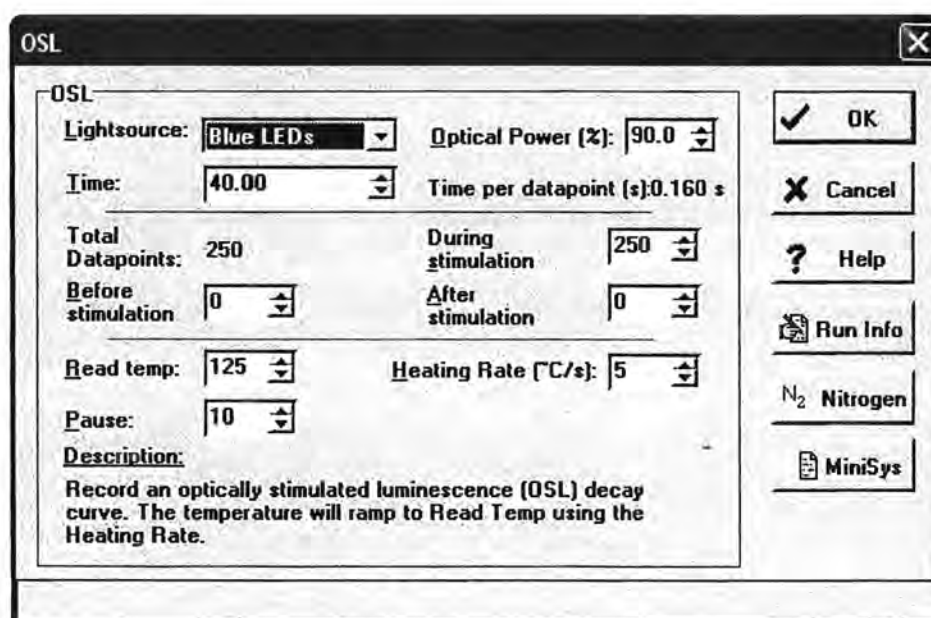 OSL
OSL
Lightsource: Blue LEDs Optical Power (%): 90.0
Time: 40.00 Time per datapoint (s):0.160 s
Total Datapoints: 250
During stimulation 250
Before stimulation 0
After stimulation 0
Read temp: 125 Heating Rate (°C/s): 5
Pause: 10
Description:
Record an optically stimulated luminescence (OSL) decay
curve. The temperature will ramp to Read Temp using the
Heating Rate.
OK
Cancel
? Help
Run Info
N₂ Nitrogen
MiniSys